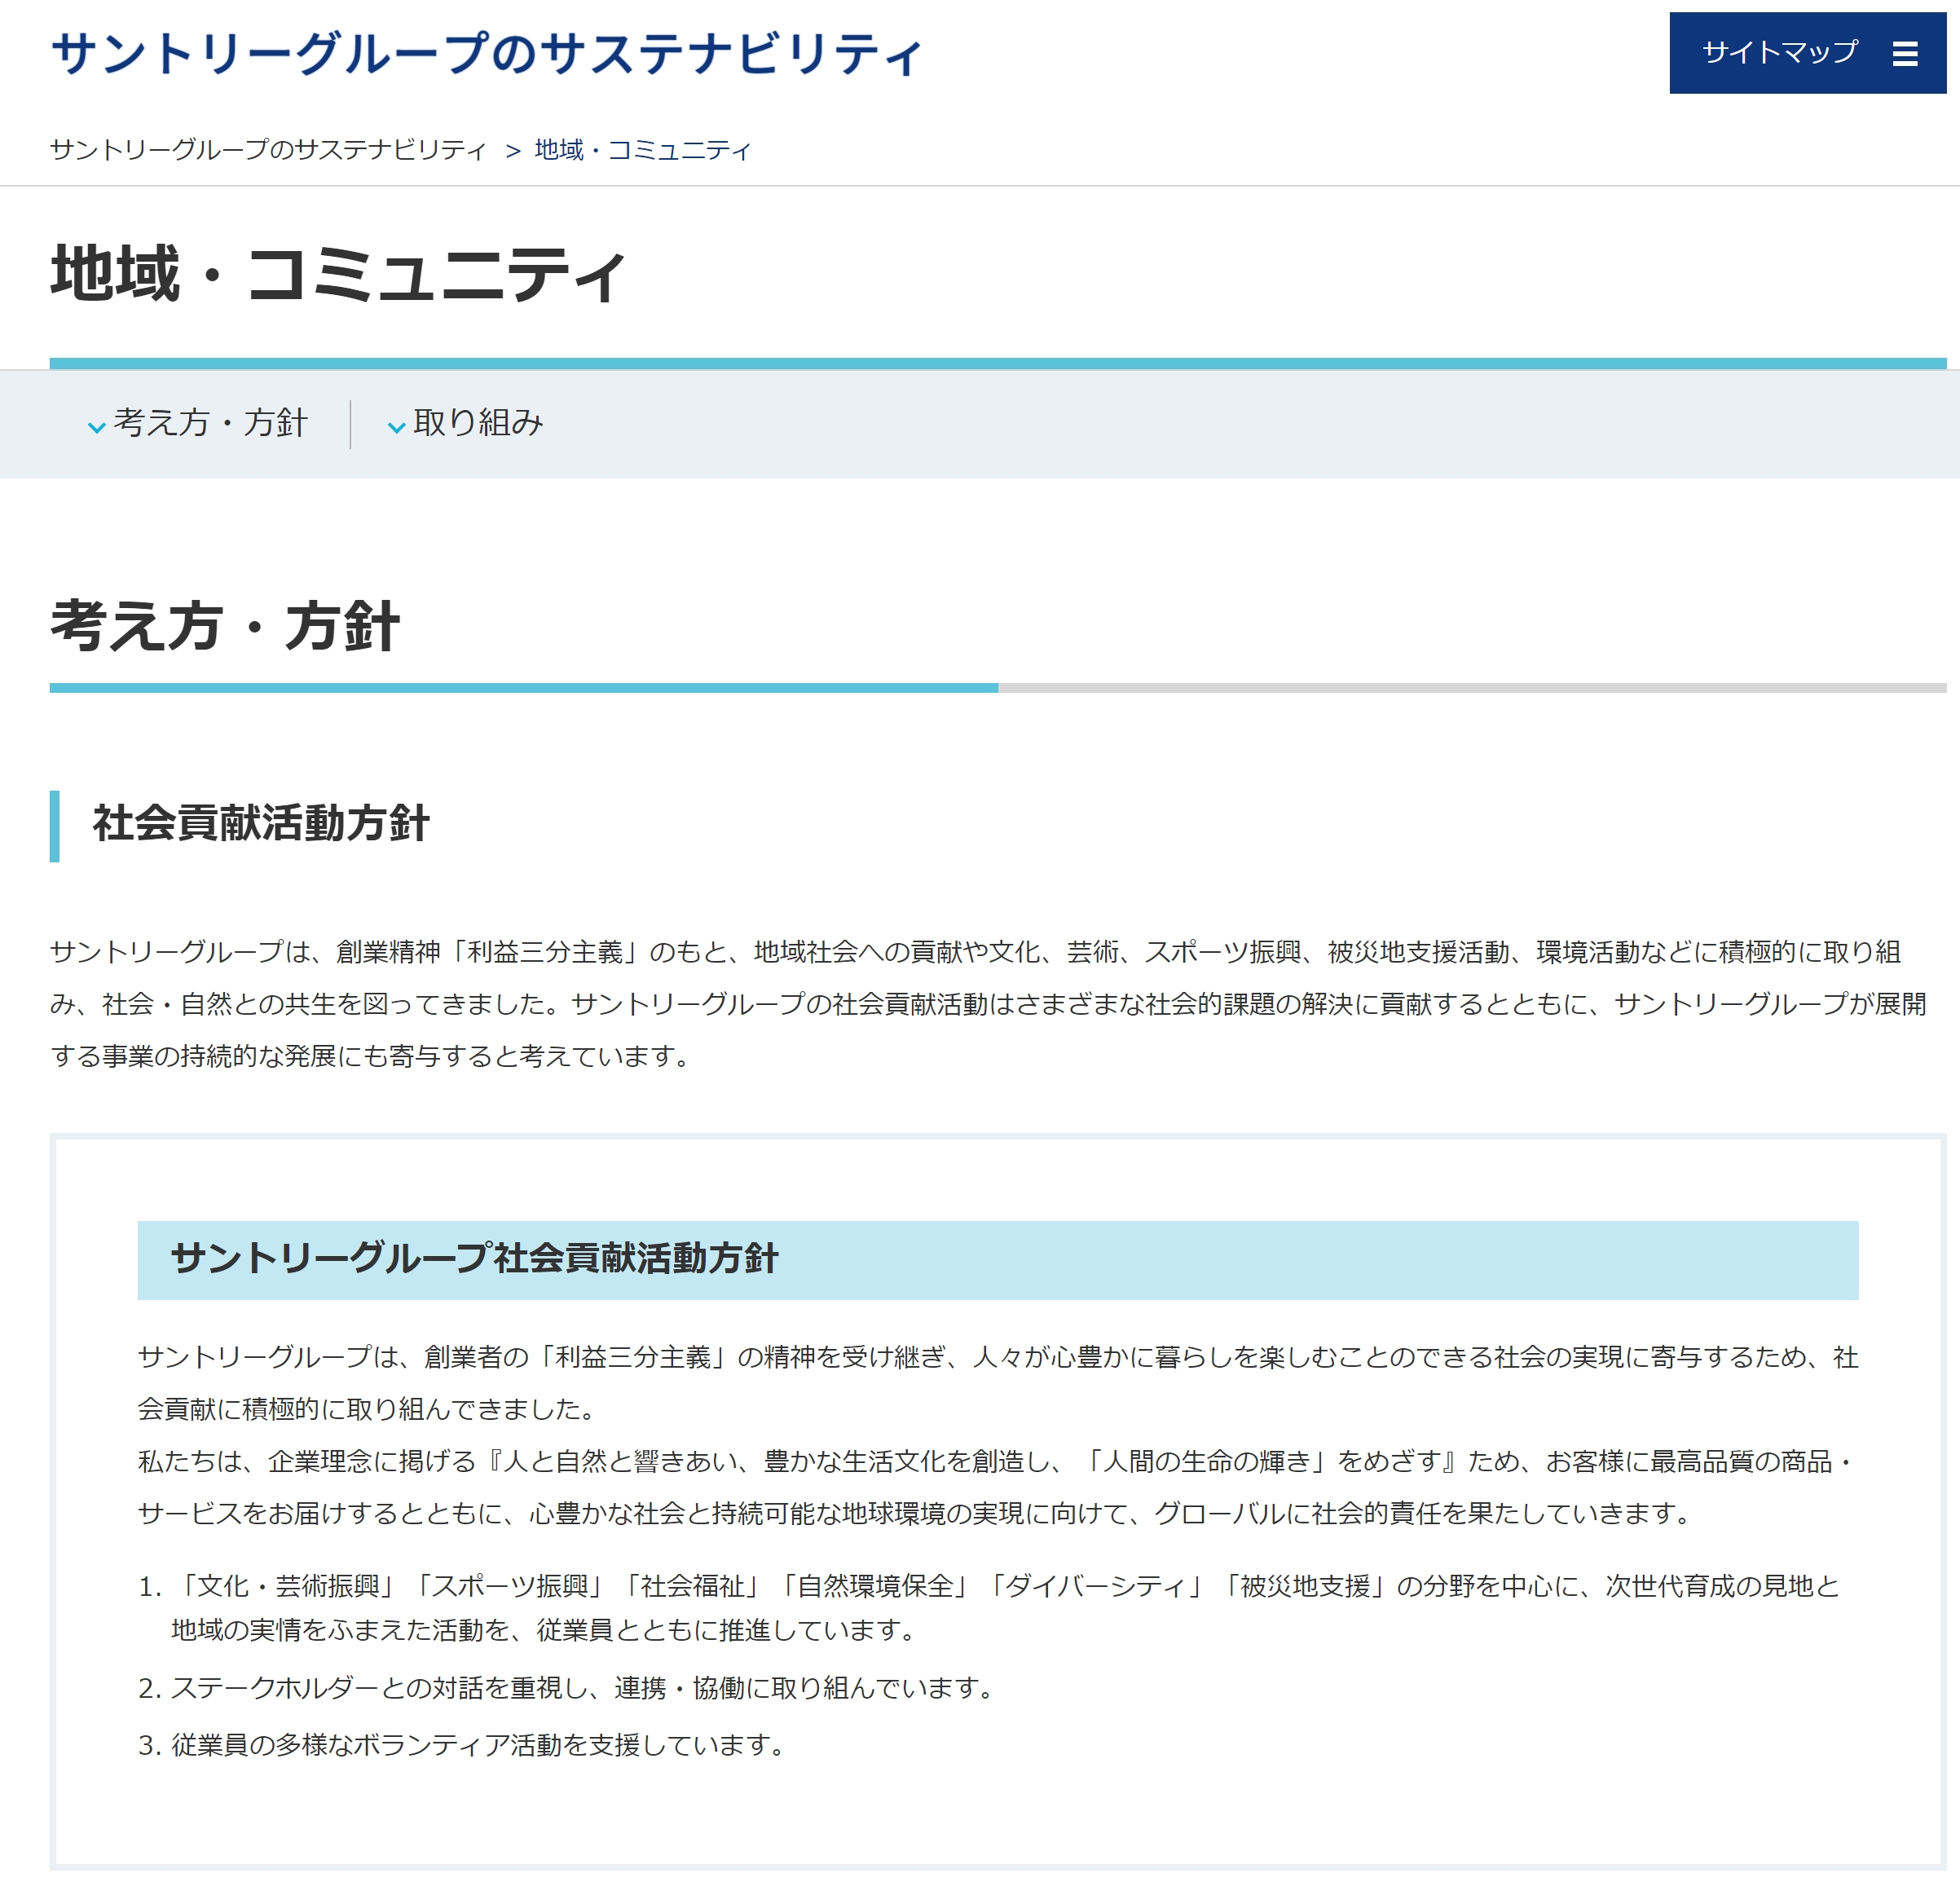 サントリーグループのサステナビリティ
サイトマップ
サントリーグループのサステナビリティ > 地域・コミュニティ
地域・コミュニティ
考え方・方針
取り組み
考え方・方針
社会貢献活動方針
サントリーグループは、創業精神「利益三分主義」のもと、地域社会への貢献や文化、芸術、スポーツ振興、被災地支援活動、環境活動などに積極的に取り組
み、社会・自然との共生を図ってきました。サントリーグループの社会貢献活動はさまざまな社会的課題の解決に貢献するとともに、サントリーグループが展開
する事業の持続的な発展にも寄与すると考えています。
サントリーグループ社会貢献活動方針
サントリーグループは、創業者の「利益三分主義」の精神を受け継ぎ、人々が心豊かに暮らしを楽しむことのできる社会の実現に寄与するため、社
会貢献に積極的に取り組んできました。
私たちは、企業理念に掲げる『人と自然と響きあい、豊かな生活文化を創造し、「人間の生命の輝き」をめざす』ため、お客様に最高品質の商品・
サービスをお届けするとともに、心豊かな社会と持続可能な地球環境の実現に向けて、グローバルに社会的責任を果たしていきます。
1. 「文化・芸術振興」「スポーツ振興」「社会福祉」「自然環境保全」「ダイバーシティ」「被災地支援」の分野を中心に、次世代育成の見地と
地域の実情をふまえた活動を、従業員とともに推進しています。
2. ステークホルダーとの対話を重視し、連携・協働に取り組んでいます。
3. 従業員の多様なボランティア活動を支援しています。